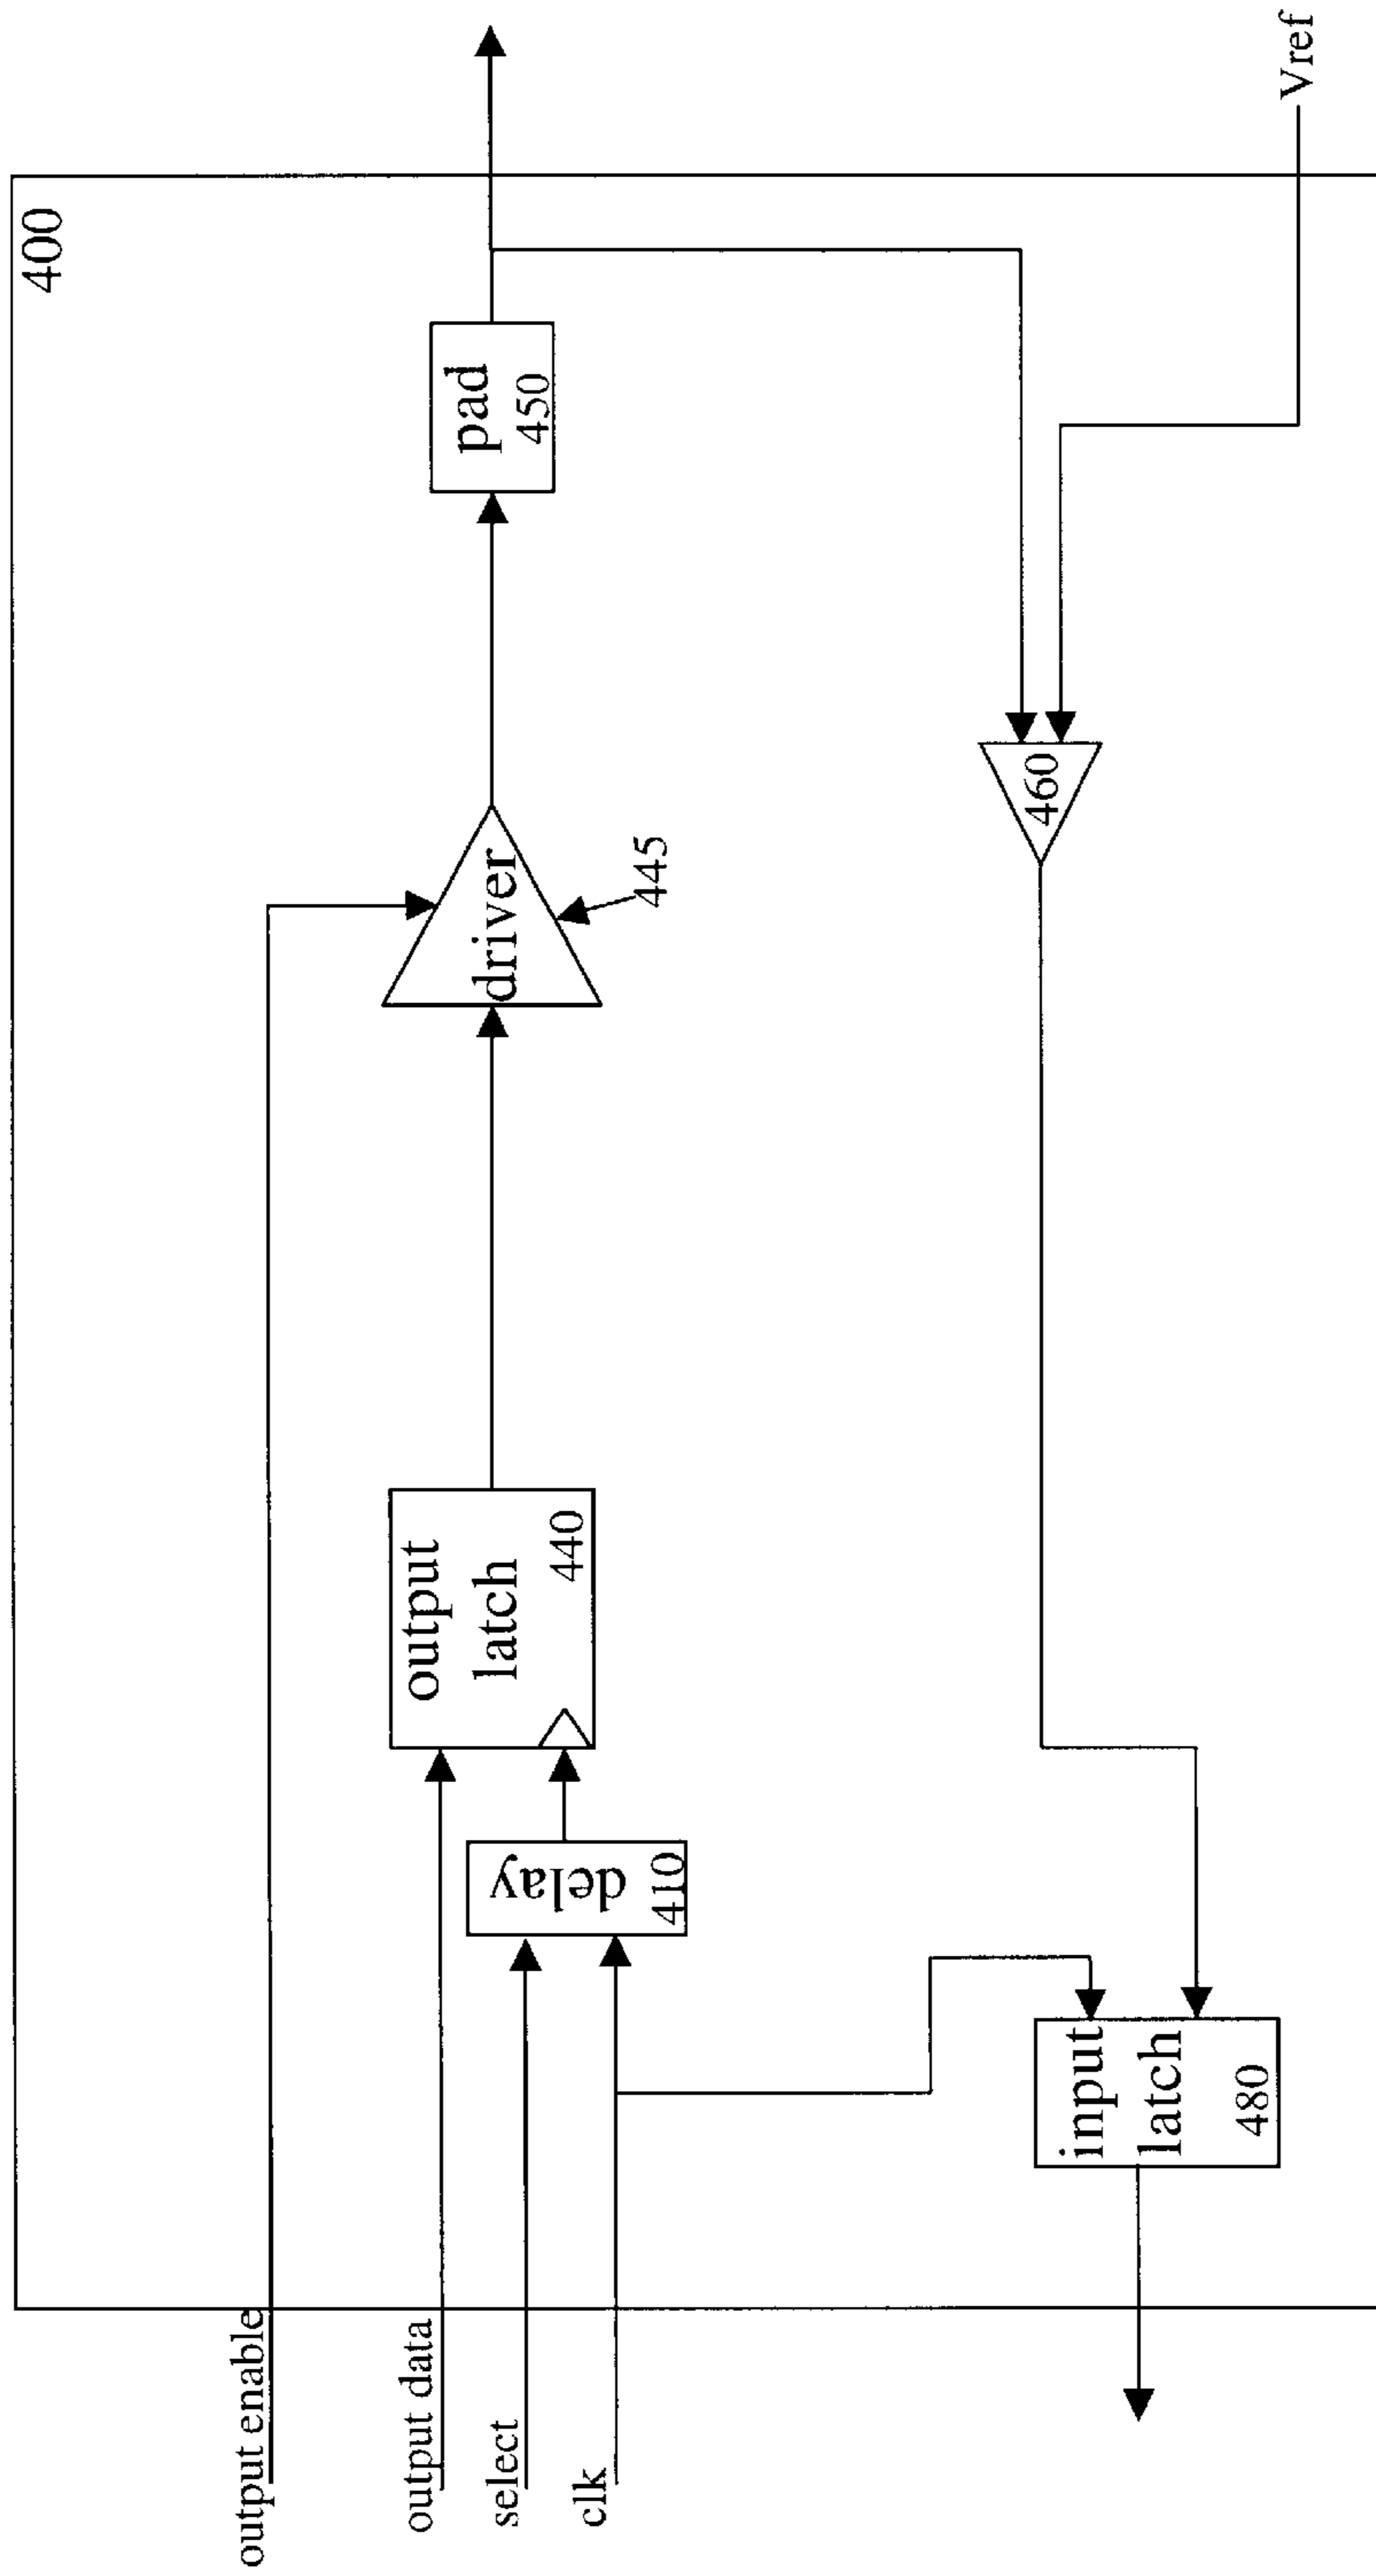 400
output enable
output data
select
clk
delay
410
output
latch
440
driver
445
pad
450
460
Vref
input
latch
480